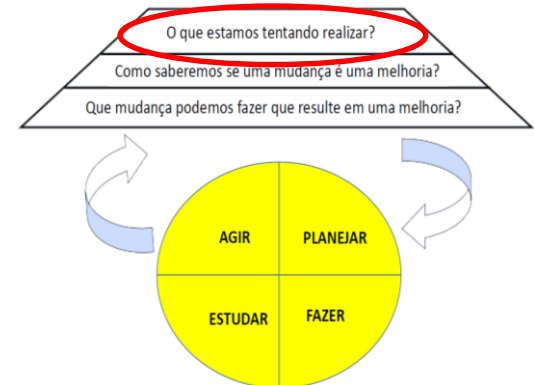 O que estamos tentando realizar?
Como saberemos se uma mudança é uma melhoria?
Que mudança podemos fazer que resulte em uma melhoria?
AGIR
PLANEJAR
ESTUDAR
FAZER